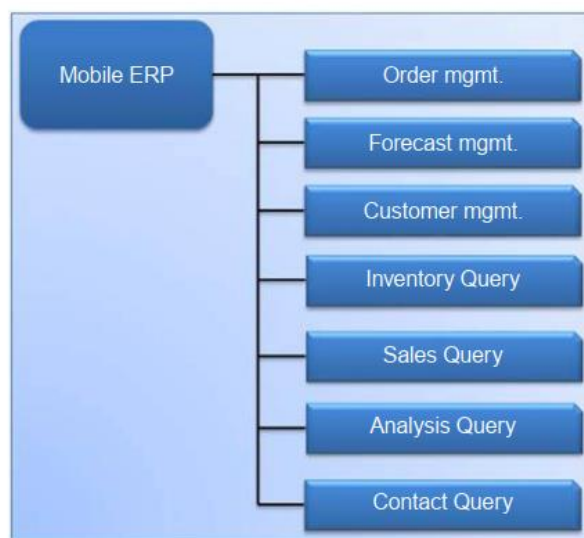 Mobile ERP
Order mgmt.
Forecast mgmt.
Customer mgmt.
Inventory Query
Sales Query
Analysis Query
Contact Query